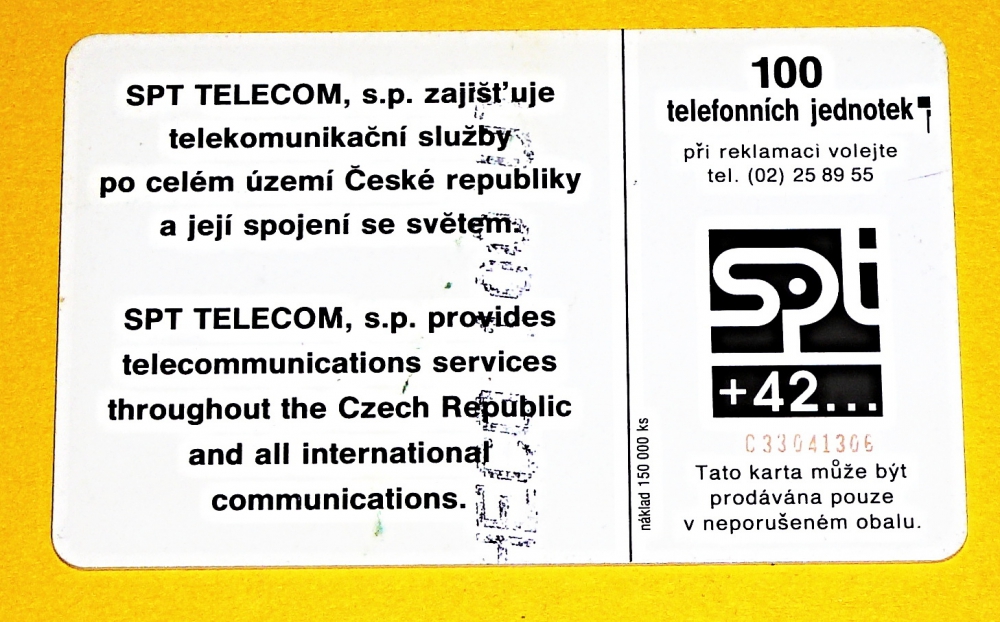 SPT TELECOM, s.p. zajišťuje
telekomunikační služby
po celém území České republiky
a její spojení se světem.
SPT TELECOM, s.p. provides
telecommunications services
throughout the Czech Republic
and all international
communications.
náklad 150 000 ks
100
telefonních jednotek
při reklamaci volejte
tel. (02) 25 89 55
spt
+42...
C33041306
Tato karta může být
prodávána pouze
v neporušeném obalu.